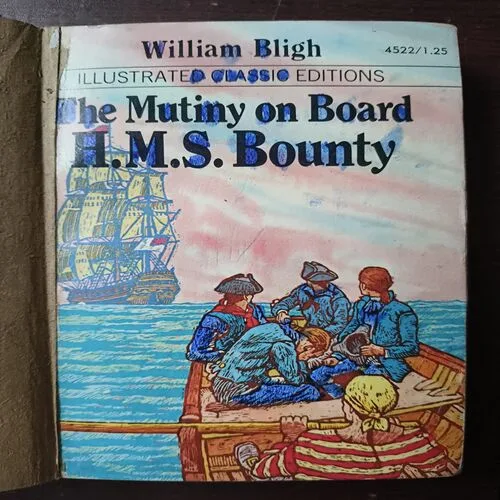 William Bligh
4522/1.25
ILLUSTRATED CLASSIC EDITIONS
The Mutiny on Board
H.M.S. Bounty